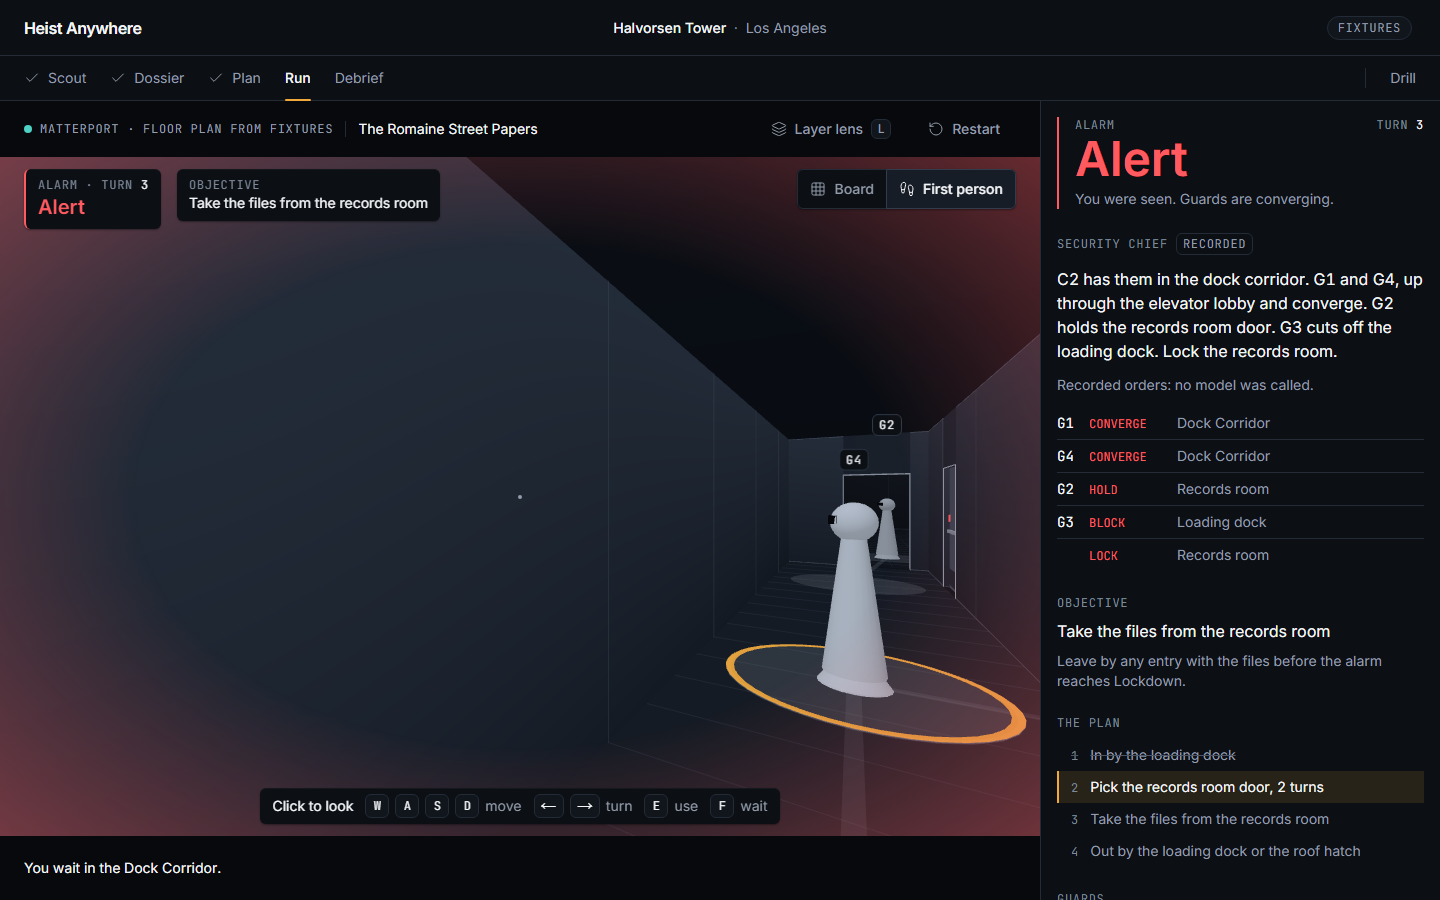 Heist Anywhere
Halvorsen Tower · Los Angeles
FIXTURES
Scout
Dossier
Plan
Run
Debrief
Drill
MATTERPORT · FLOOR PLAN FROM FIXTURES
The Romaine Street Papers
Layer lens L
Restart
ALARM · TURN 3
Alert
OBJECTIVE
Take the files from the records room
Board
First person
G2
G4
Click to look W A S D move ← → turn E use F wait
You wait in the Dock Corridor.
ALARM
TURN 3
Alert
You were seen. Guards are converging.
SECURITY CHIEF RECORDED
C2 has them in the dock corridor. G1 and G4, up
through the elevator lobby and converge. G2
holds the records room door. G3 cuts off the
loading dock. Lock the records room.
Recorded orders: no model was called.
G1 CONVERGE Dock Corridor
G4 CONVERGE Dock Corridor
G2 HOLD Records room
G3 BLOCK Loading dock
LOCK Records room
OBJECTIVE
Take the files from the records room
Leave by any entry with the files before the alarm
reaches Lockdown.
THE PLAN
1 In by the loading dock
2 Pick the records room door, 2 turns
3 Take the files from the records room
4 Out by the loading dock or the roof hatch
GUARDS